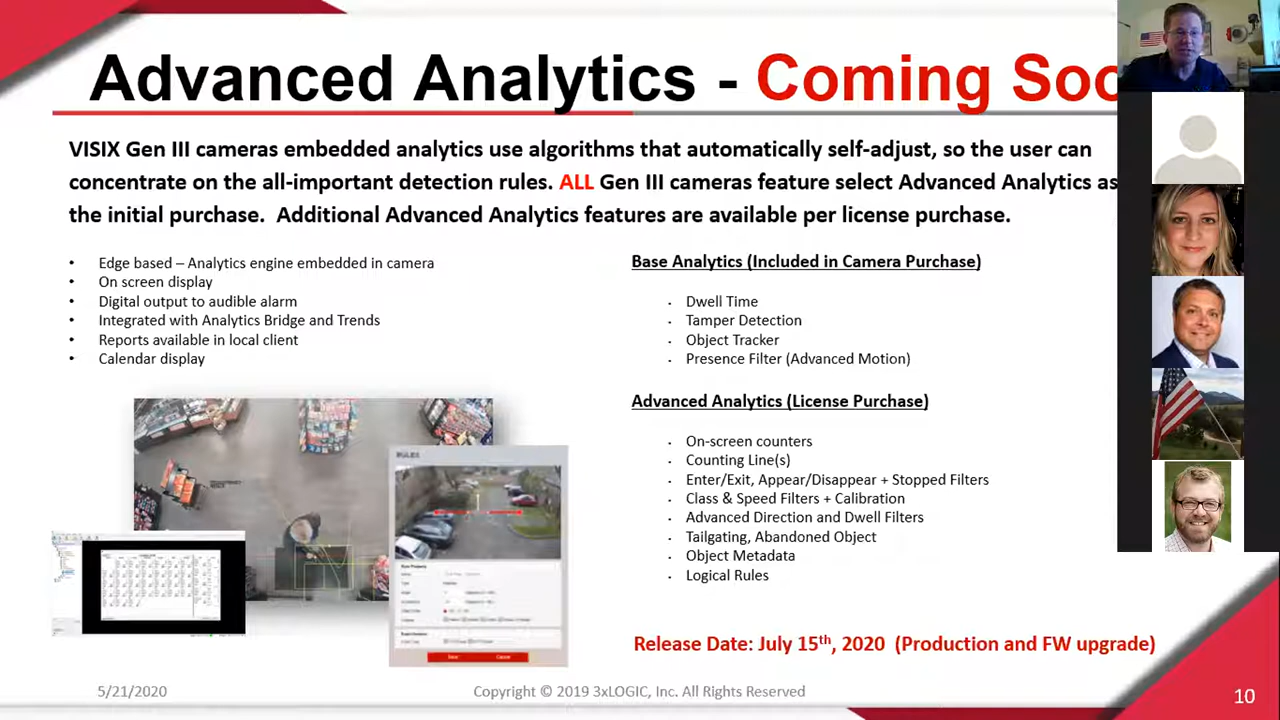 Advanced Analytics - Coming Soo
VISIX Gen III cameras embedded analytics use algorithms that automatically self-adjust, so the user can
concentrate on the all-important detection rules. ALL Gen III cameras feature select Advanced Analytics as
the initial purchase. Additional Advanced Analytics features are available per license purchase.
• Edge based – Analytics engine embedded in camera
• On screen display
• Digital output to audible alarm
• Integrated with Analytics Bridge and Trends
• Reports available in local client
• Calendar display
Base Analytics (Included in Camera Purchase)
• Dwell Time
• Tamper Detection
• Object Tracker
• Presence Filter (Advanced Motion)
Advanced Analytics (License Purchase)
• On-screen counters
• Counting Line(s)
• Enter/Exit, Appear/Disappear + Stopped Filters
• Class & Speed Filters + Calibration
• Advanced Direction and Dwell Filters
• Tailgating, Abandoned Object
• Object Metadata
• Logical Rules
RULES
Release Date: July 15th, 2020 (Production and FW upgrade)
5/21/2020
Copyright © 2019 3xLOGIC, Inc. All Rights Reserved
10